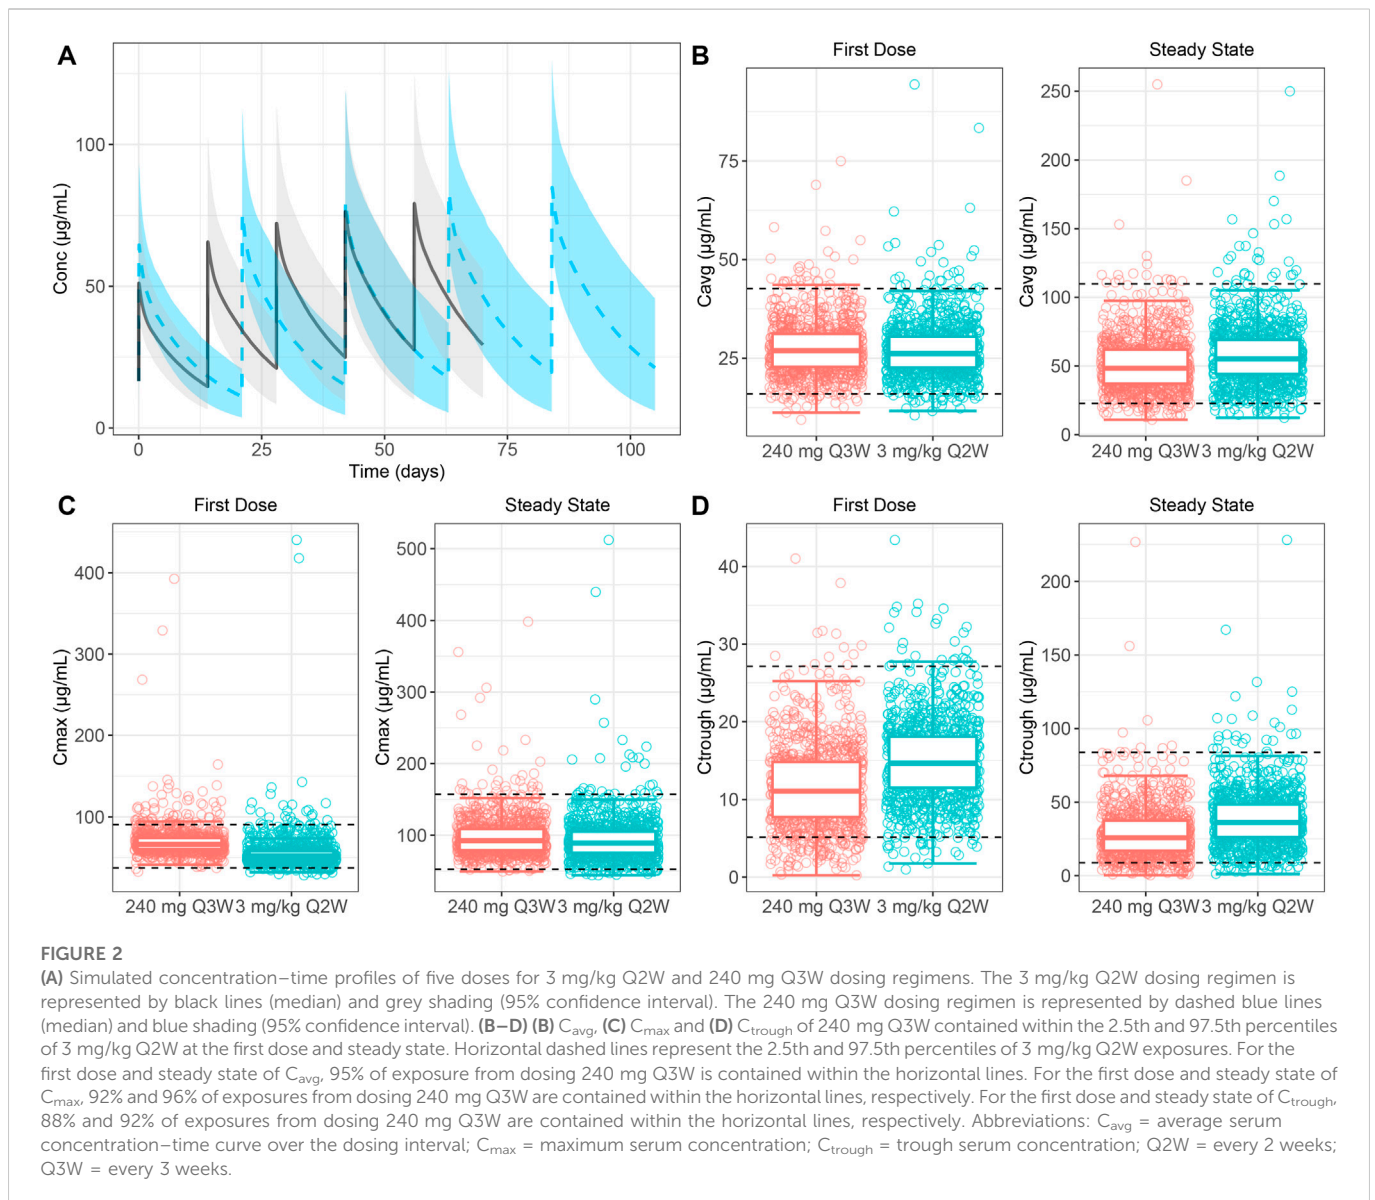 A
Conc (µg/mL)
100
50
0
0 25 50 75 100
Time (days)
B
First Dose
Cavg (µg/mL)
75
50
25
240 mg Q3W 3 mg/kg Q2W
Steady State
Cavg (µg/mL)
250
200
150
100
50
0
240 mg Q3W 3 mg/kg Q2W
C
First Dose
Cmax (µg/mL)
400
300
200
100
240 mg Q3W 3 mg/kg Q2W
Steady State
Cmax (µg/mL)
500
400
300
200
100
240 mg Q3W 3 mg/kg Q2W
D
First Dose
Ctrough (µg/mL)
40
30
20
10
0
240 mg Q3W 3 mg/kg Q2W
Steady State
Ctrough (µg/mL)
200
150
100
50
0
240 mg Q3W 3 mg/kg Q2W
FIGURE 2
(A) Simulated concentration–time profiles of five doses for 3 mg/kg Q2W and 240 mg Q3W dosing regimens. The 3 mg/kg Q2W dosing regimen is
represented by black lines (median) and grey shading (95% confidence interval). The 240 mg Q3W dosing regimen is represented by dashed blue lines
(median) and blue shading (95% confidence interval). (B–D) (B) Cavg, (C) Cmax and (D) Ctrough of 240 mg Q3W contained within the 2.5th and 97.5th percentiles
of 3 mg/kg Q2W at the first dose and steady state. Horizontal dashed lines represent the 2.5th and 97.5th percentiles of 3 mg/kg Q2W exposures. For the
first dose and steady state of Cavg, 95% of exposure from dosing 240 mg Q3W is contained within the horizontal lines. For the first dose and steady state of
Cmax, 92% and 96% of exposures from dosing 240 mg Q3W are contained within the horizontal lines, respectively. For the first dose and steady state of Ctrough,
88% and 92% of exposures from dosing 240 mg Q3W are contained within the horizontal lines, respectively. Abbreviations: Cavg = average serum
concentration–time curve over the dosing interval; Cmax = maximum serum concentration; Ctrough = trough serum concentration; Q2W = every 2 weeks;
Q3W = every 3 weeks.